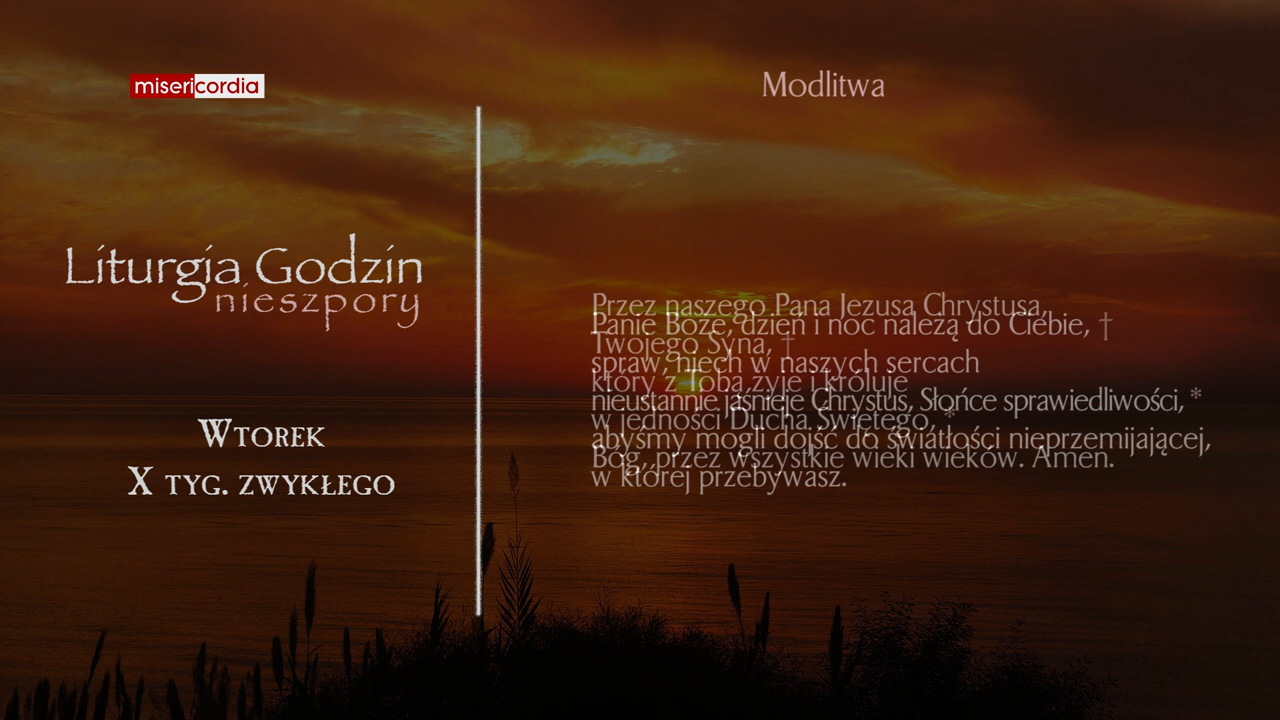 misericordia
Modlitwa
Liturgia Godzin
nieszpory
Wtorek
X tyg. zwykłego
Przez naszego Pana Jezusa Chrystusa,
Panie Boże, dzień i noc należą do Ciebie, †
Twojego Syna, †
spraw, niech w naszych sercach
który z Tobą żyje i króluje
nieustannie jaśnieje Chrystus, Słońce sprawiedliwości, *
w jedności Ducha Świętego, *
abyśmy mogli dojść do światłości nieprzemijającej,
Bóg, przez wszystkie wieki wieków. Amen.
w której przebywasz.